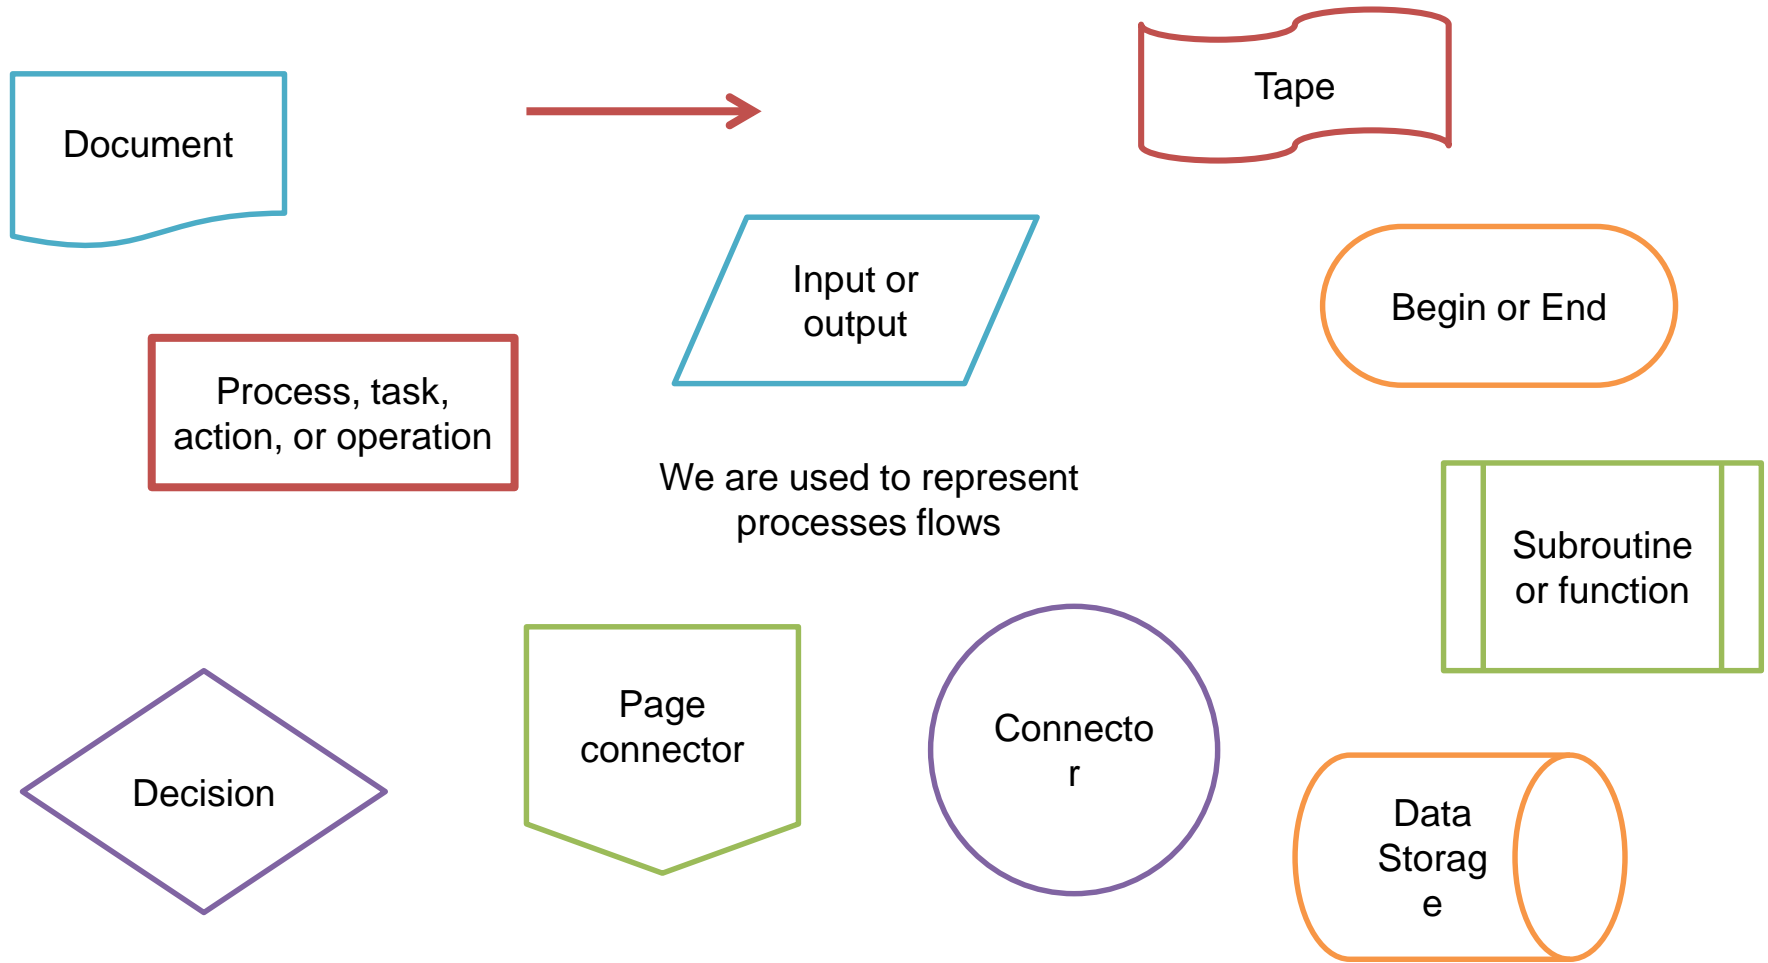 Tape
Document
Input or
output
Begin or End
Process, task,
action, or operation
We are used to represent
processes flows
Subroutine
or function
Page
connector
Connecto
r
Decision
Data
Storag
e